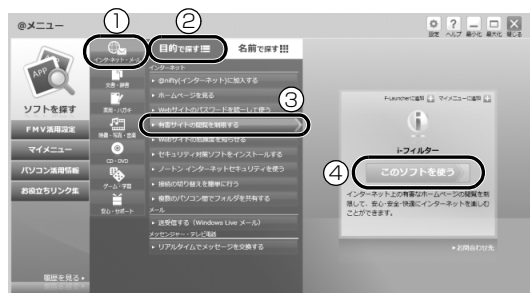 @メニュー
設定 ヘルプ 最小化 最大化 閉じる
①
②
目的で探す!!!
名前で探す!!!
APP
ソフトを探す
FMV活用設定
マイメニュー
パソコン活用情報
お役立ちリンク集
履歴を見る
インターネット・メール
文書・辞書
CD・DVD
ゲーム・学習
安心・サポート
インターネット
@nifty(インターネット)に加入する
ホームページを見る
Webサイトのパスワードを統一して使う
③
有害サイトの閲覧を制限する
Webサイトの危険度を知らせる
セキュリティ対策ソフトをインストールする
ノートン インターネットセキュリティを使う
接続の切り替えを簡単に行う
複数のパソコン間でフォルダを共有する
メール
送受信する（Windows Live メール）
メッセンジャー・テレビ電話
リアルタイムでメッセージを交換する
F-Launcherに追加 マイメニューに追加
i-フィルター
④
このソフトを使う
インターネット上の有害なホームページの閲覧を制限して、安心・安全・快適にインターネットを楽しむことができます。
お問合わせ先